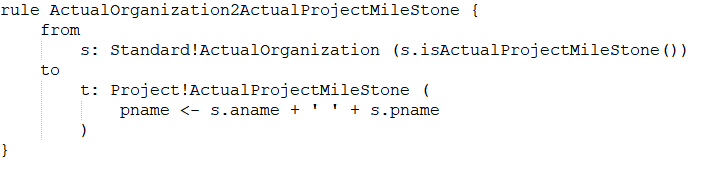 rule ActualOrganization2ActualProjectMileStone {
    from
        s: Standard!ActualOrganization (s.isActualProjectMileStone())
    to
        t: Project!ActualProjectMileStone (
            pname <- s.aname + ' ' + s.pname
        )
}